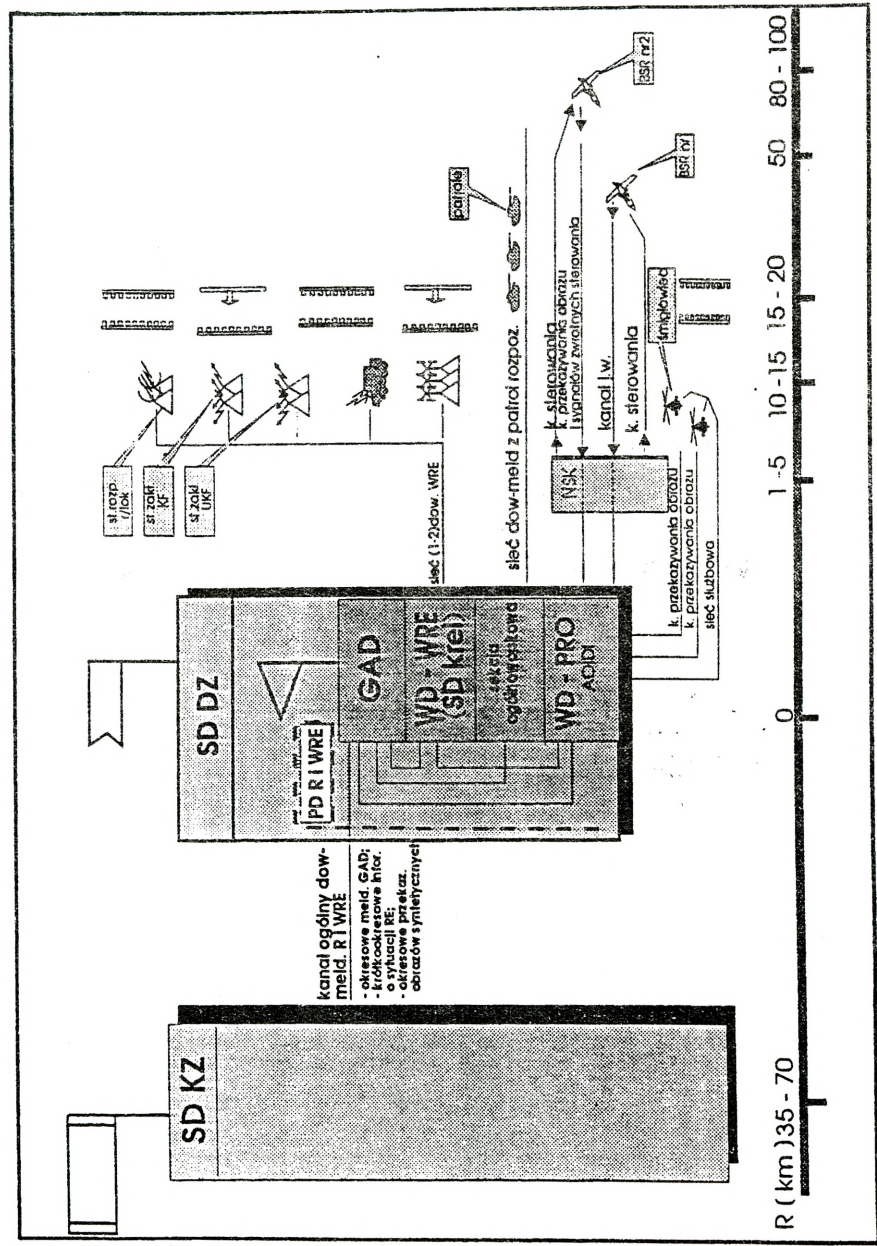 SD KZ
kanał ogólny dow-
meld. R i WRE
- okresowe meld. GAD;
- krótkookresowe infor.
o sytuacji RE;
- okresowe przekaz.
obrazów syntetycznych
SD DZ
PD R i WRE
GAD
WD - WRE
(SD krel)
sekcja
ogólnowojskowa
WD - PRO
st.rozp.
r/lok
st.zakł
KF
st.zakł
UKF
sieć (1-2)dow. WRE
sieć dow-meld z patrol rozpoz.
patrole
k. sterowania
k. przekazywania obrazu
i sygnałów zwrotnych sterowania
kanał j.w.
k. sterowania
NSK
BSR nr2
BSR nr
śmigłowiec
k. przekazywania obrazu
k. przekazywania obrazu
sieć służbowa
R ( km ) 35 - 70
0
1-5
10 -15
15 - 20
50
80 - 100